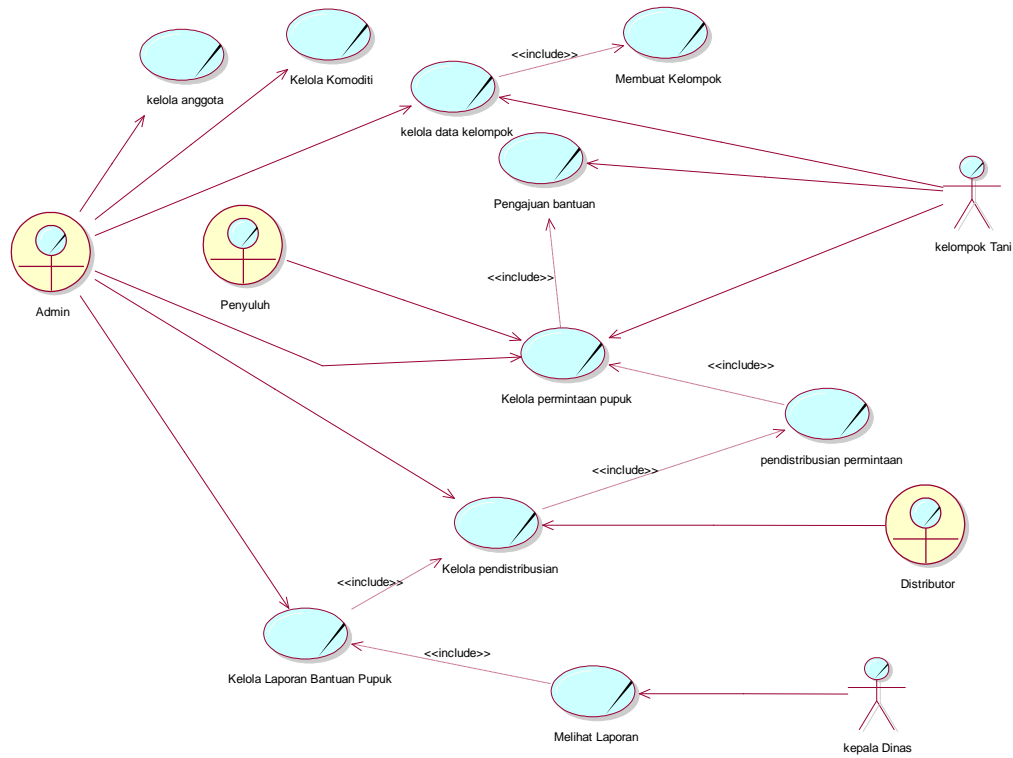 <<include>>
Kelola Komoditi
Membuat Kelompok
kelola anggota
kelola data kelompok
Pengajuan bantuan
kelompok Tani
<<include>>
Admin
Penyuluh
<<include>>
Kelola permintaan pupuk
pendistribusian permintaan
<<include>>
Kelola pendistribusian
<<include>>
Distributor
<<include>>
Kelola Laporan Bantuan Pupuk
Melihat Laporan
kepala Dinas